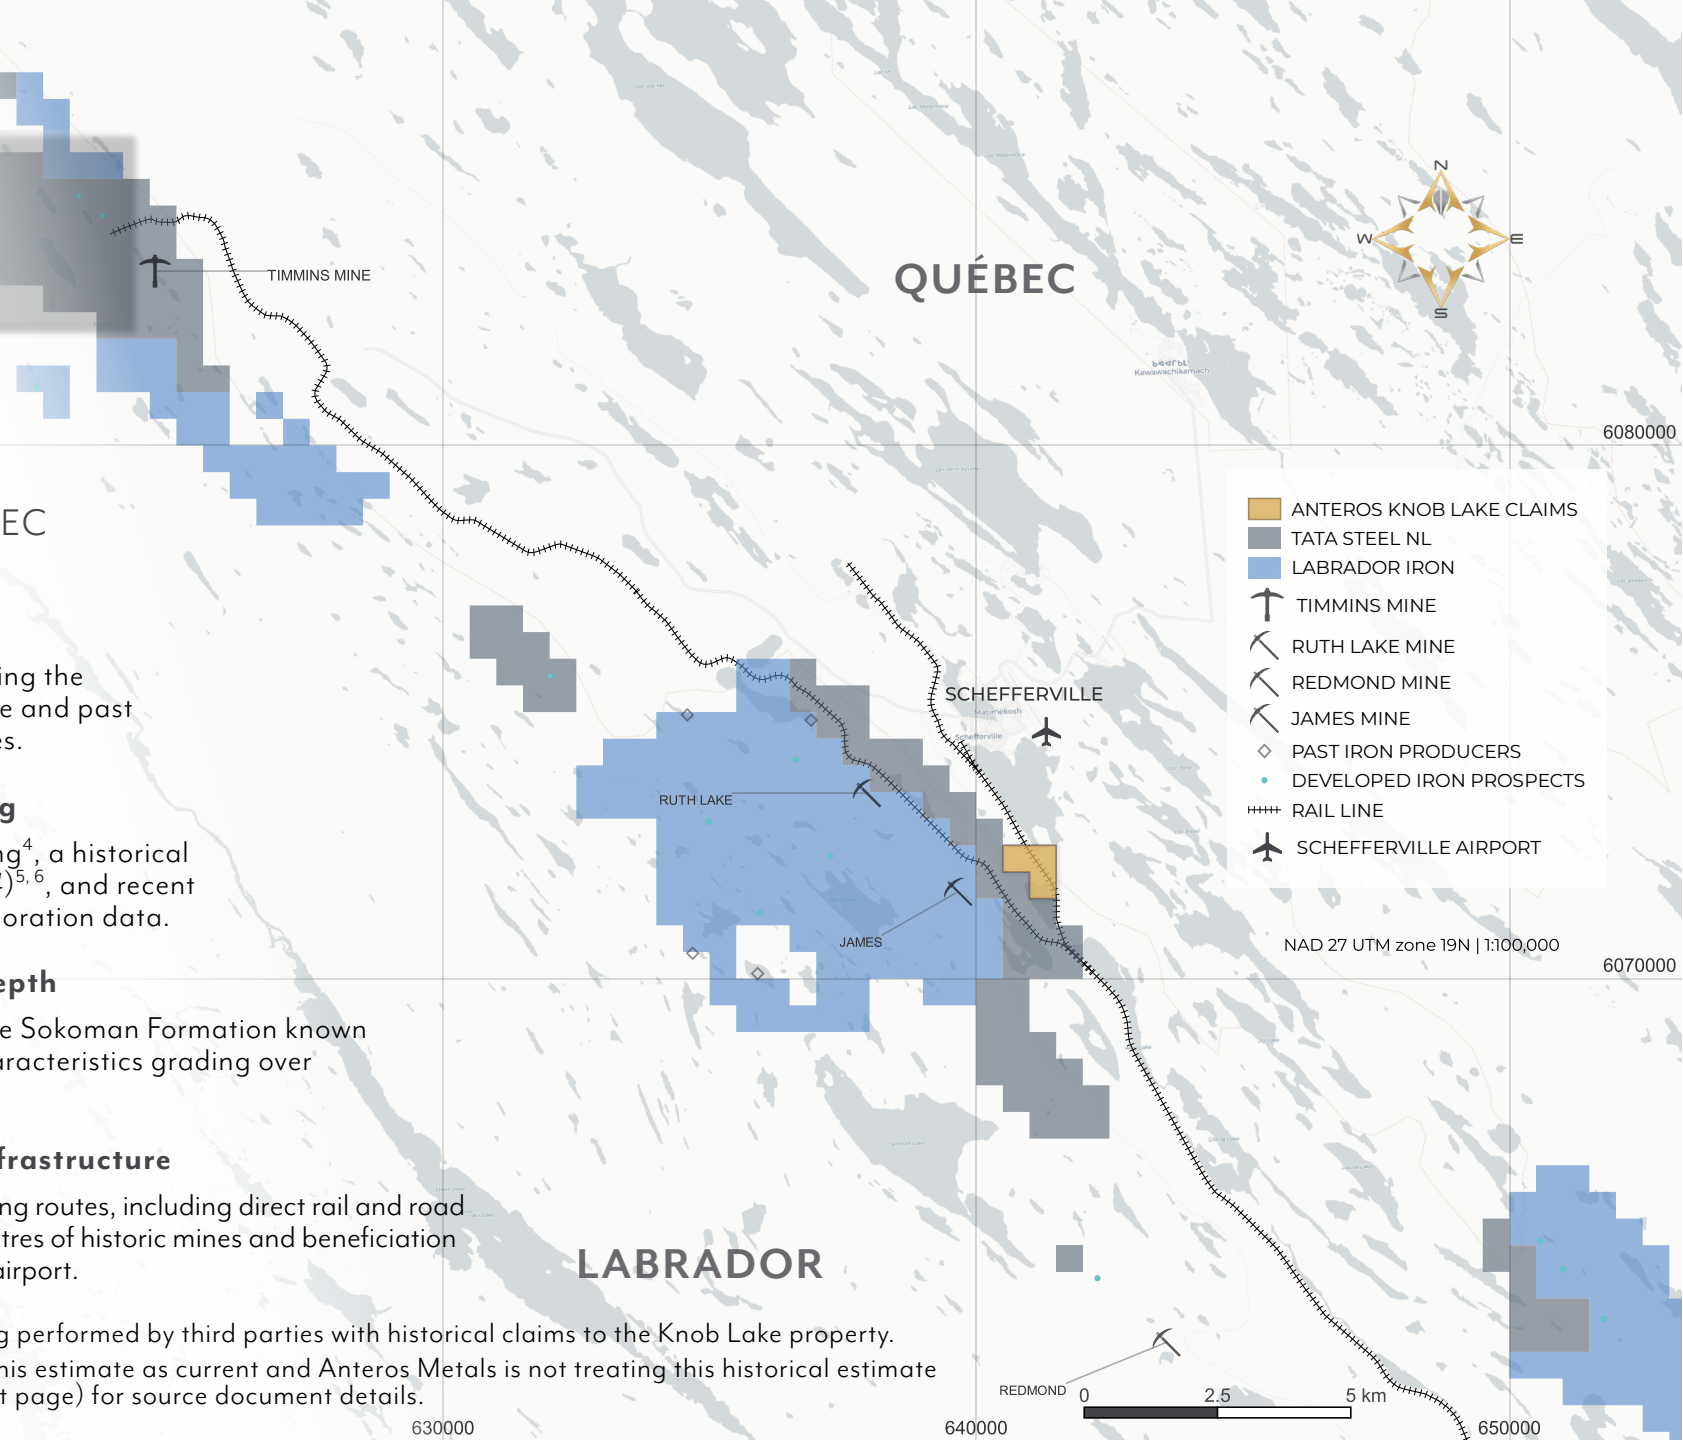 N
W
E
S
QUÉBEC
TIMMINS MINE
ᑲᐧᑲᐧᒋᑲᒪᒡ
Kawawachikamach
6080000
EC
ANTEROS KNOB LAKE CLAIMS
TATA STEEL NL
LABRADOR IRON
TIMMINS MINE
RUTH LAKE MINE
REDMOND MINE
JAMES MINE
PAST IRON PRODUCERS
DEVELOPED IRON PROSPECTS
RAIL LINE
SCHEFFERVILLE AIRPORT
NAD 27 UTM zone 19N | 1:100,000
SCHEFFERVILLE
Matimekosh
Schefferville
RUTH LAKE
JAMES
6070000
ing the
e and past
es.
g
ng4, a historical
)5, 6, and recent
oration data.
epth
e Sokoman Formation known
aracteristics grading over
frastructure
ng routes, including direct rail and road
tres of historic mines and beneficiation
airport.
LABRADOR
g performed by third parties with historical claims to the Knob Lake property.
his estimate as current and Anteros Metals is not treating this historical estimate
t page) for source document details.
REDMOND
0 2.5 5 km
630000
640000
650000